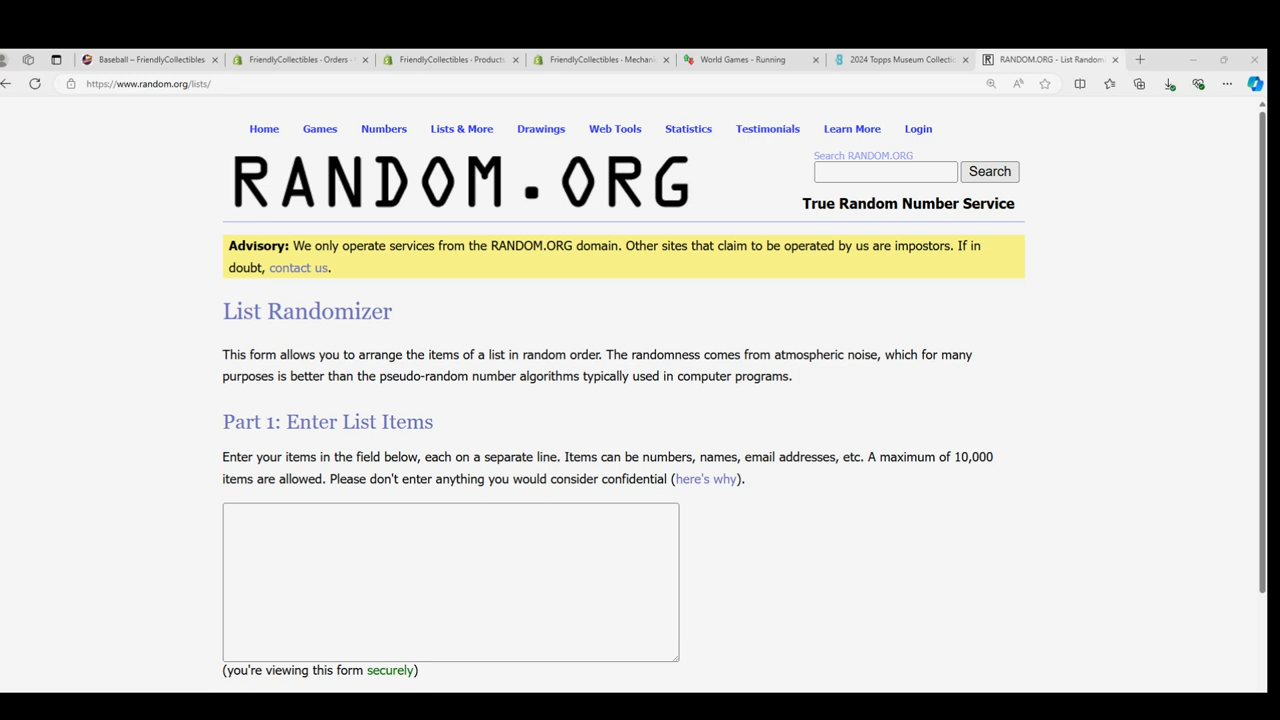 Baseball – FriendlyCollectibles
FriendlyCollectibles · Orders ·
FriendlyCollectibles · Products
FriendlyCollectibles · Mechani
World Games - Running
2024 Topps Museum Collectic
RANDOM.ORG - List Random
https://www.random.org/lists/
Home Games Numbers Lists & More Drawings Web Tools Statistics Testimonials Learn More Login
RANDOM.ORG
Search RANDOM.ORG
Search
True Random Number Service
Advisory: We only operate services from the RANDOM.ORG domain. Other sites that claim to be operated by us are impostors. If in
doubt, contact us.
List Randomizer
This form allows you to arrange the items of a list in random order. The randomness comes from atmospheric noise, which for many
purposes is better than the pseudo-random number algorithms typically used in computer programs.
Part 1: Enter List Items
Enter your items in the field below, each on a separate line. Items can be numbers, names, email addresses, etc. A maximum of 10,000
items are allowed. Please don't enter anything you would consider confidential (here's why).
(you're viewing this form securely)